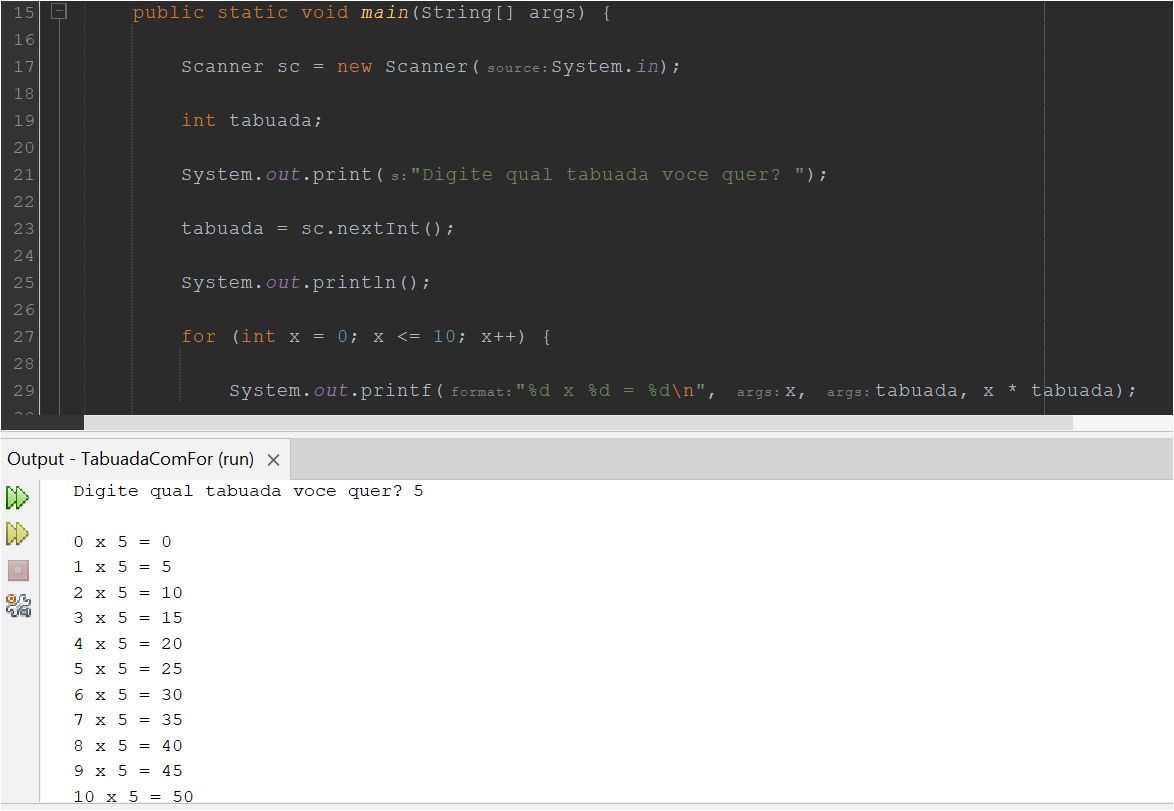 15 public static void main(String[] args) {
16
17 Scanner sc = new Scanner( source:System.in);
18
19 int tabuada;
20
21 System.out.print( s:"Digite qual tabuada voce quer? ");
22
23 tabuada = sc.nextInt();
24
25 System.out.println();
26
27 for (int x = 0; x <= 10; x++) {
28
29 System.out.printf( format:"%d x %d = %d\n", args:x, args:tabuada, x * tabuada);
Output - TabuadaComFor (run)
Digite qual tabuada voce quer? 5
0 x 5 = 0
1 x 5 = 5
2 x 5 = 10
3 x 5 = 15
4 x 5 = 20
5 x 5 = 25
6 x 5 = 30
7 x 5 = 35
8 x 5 = 40
9 x 5 = 45
10 x 5 = 50